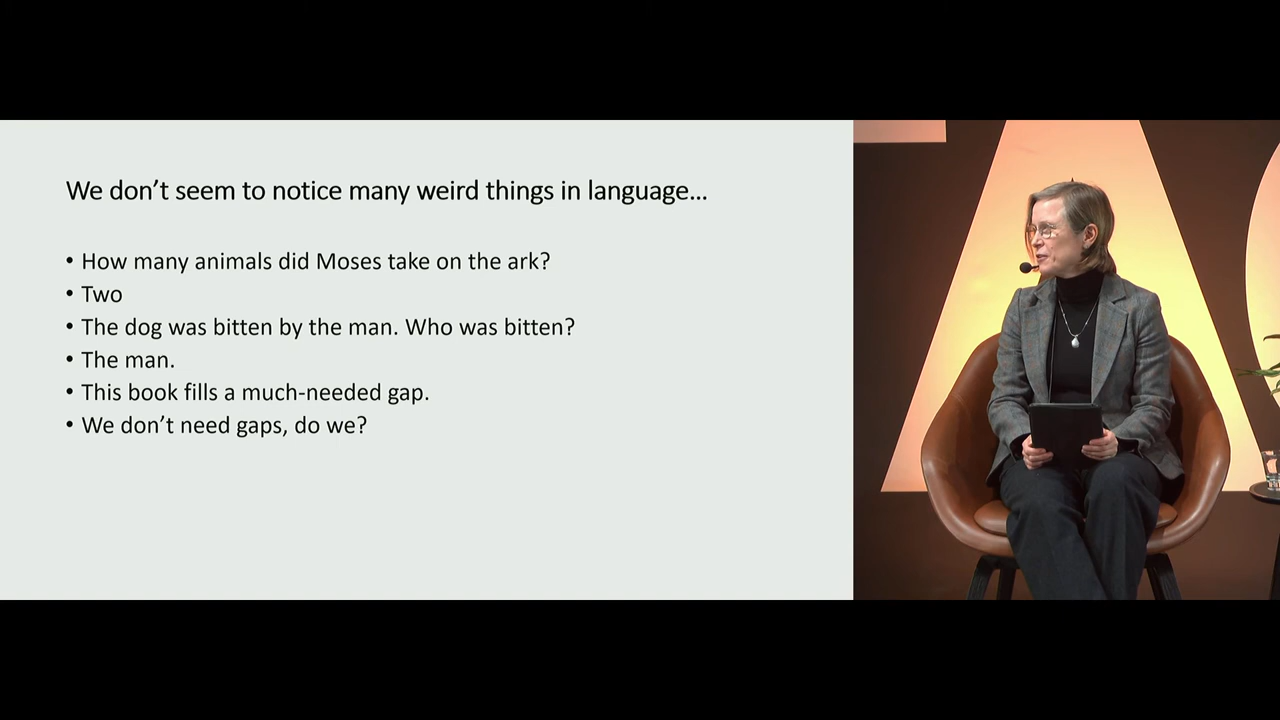 We don't seem to notice many weird things in language...
• How many animals did Moses take on the ark?
• Two
• The dog was bitten by the man. Who was bitten?
• The man.
• This book fills a much-needed gap.
• We don't need gaps, do we?